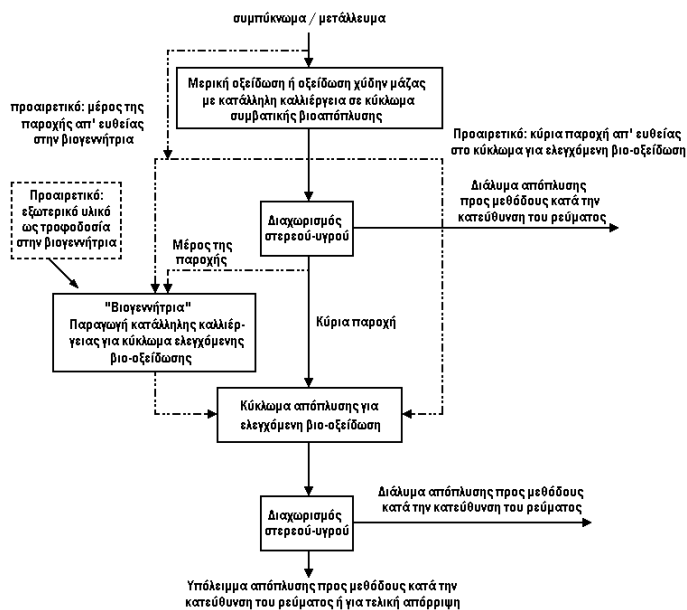 συμπύκνωμα / μετάλλευμα
Μερική οξείδωση ή οξείδωση χύδην μάζας
με κατάλληλη καλλιέργεια σε κύκλωμα
συμβατικής βιοαπόπλυσης
προαιρετικό: μέρος της
παροχής απ' ευθείας
στην βιογεννήτρια
Προαιρετικό: κύρια παροχή απ' ευθείας
στο κύκλωμα για ελεγχόμενη βιο-οξείδωση
Προαιρετικό:
εξωτερικό υλικό
ως τροφοδοσία
στην βιογεννήτρια
Διαχωρισμός
στερεού-υγρού
Διάλυμα απόπλυσης
προς μεθόδους κατά την
κατεύθυνση του ρεύματος
Μέρος της
παροχής
"Βιογεννήτρια"
Παραγωγή κατάλληλης καλλιέρ-
γειας για κύκλωμα ελεγχόμενης
βιο-οξείδωσης
Κύρια παροχή
Κύκλωμα απόπλυσης για
ελεγχόμενη βιο-οξείδωση
Διαχωρισμός
στερεού-υγρού
Διάλυμα απόπλυσης προς μεθόδους
κατά την κατεύθυνση του ρεύματος
Υπόλειμμα απόπλυσης προς μεθόδους κατά την
κατεύθυνση του ρεύματος ή για τελική απόρριψη